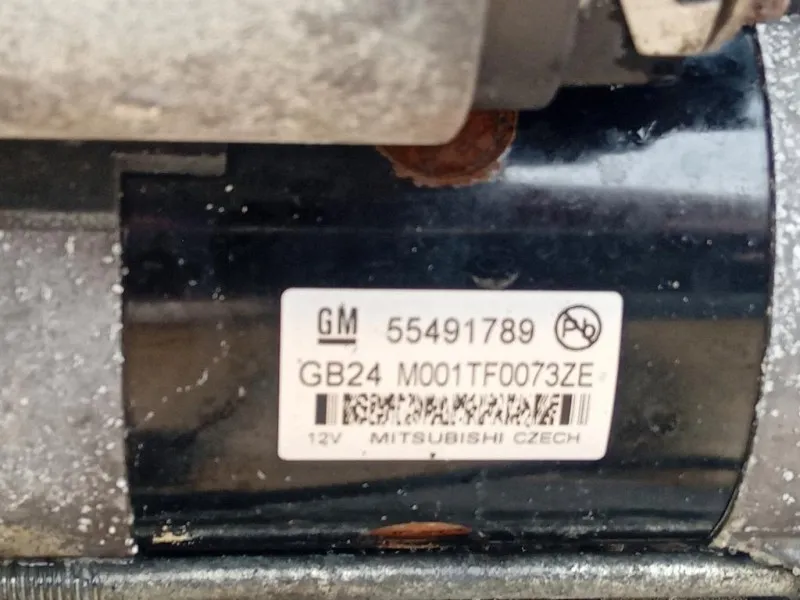 GM 55491789 Pb
GB24 M001TF0073ZE
12V MITSUBISHI CZECH